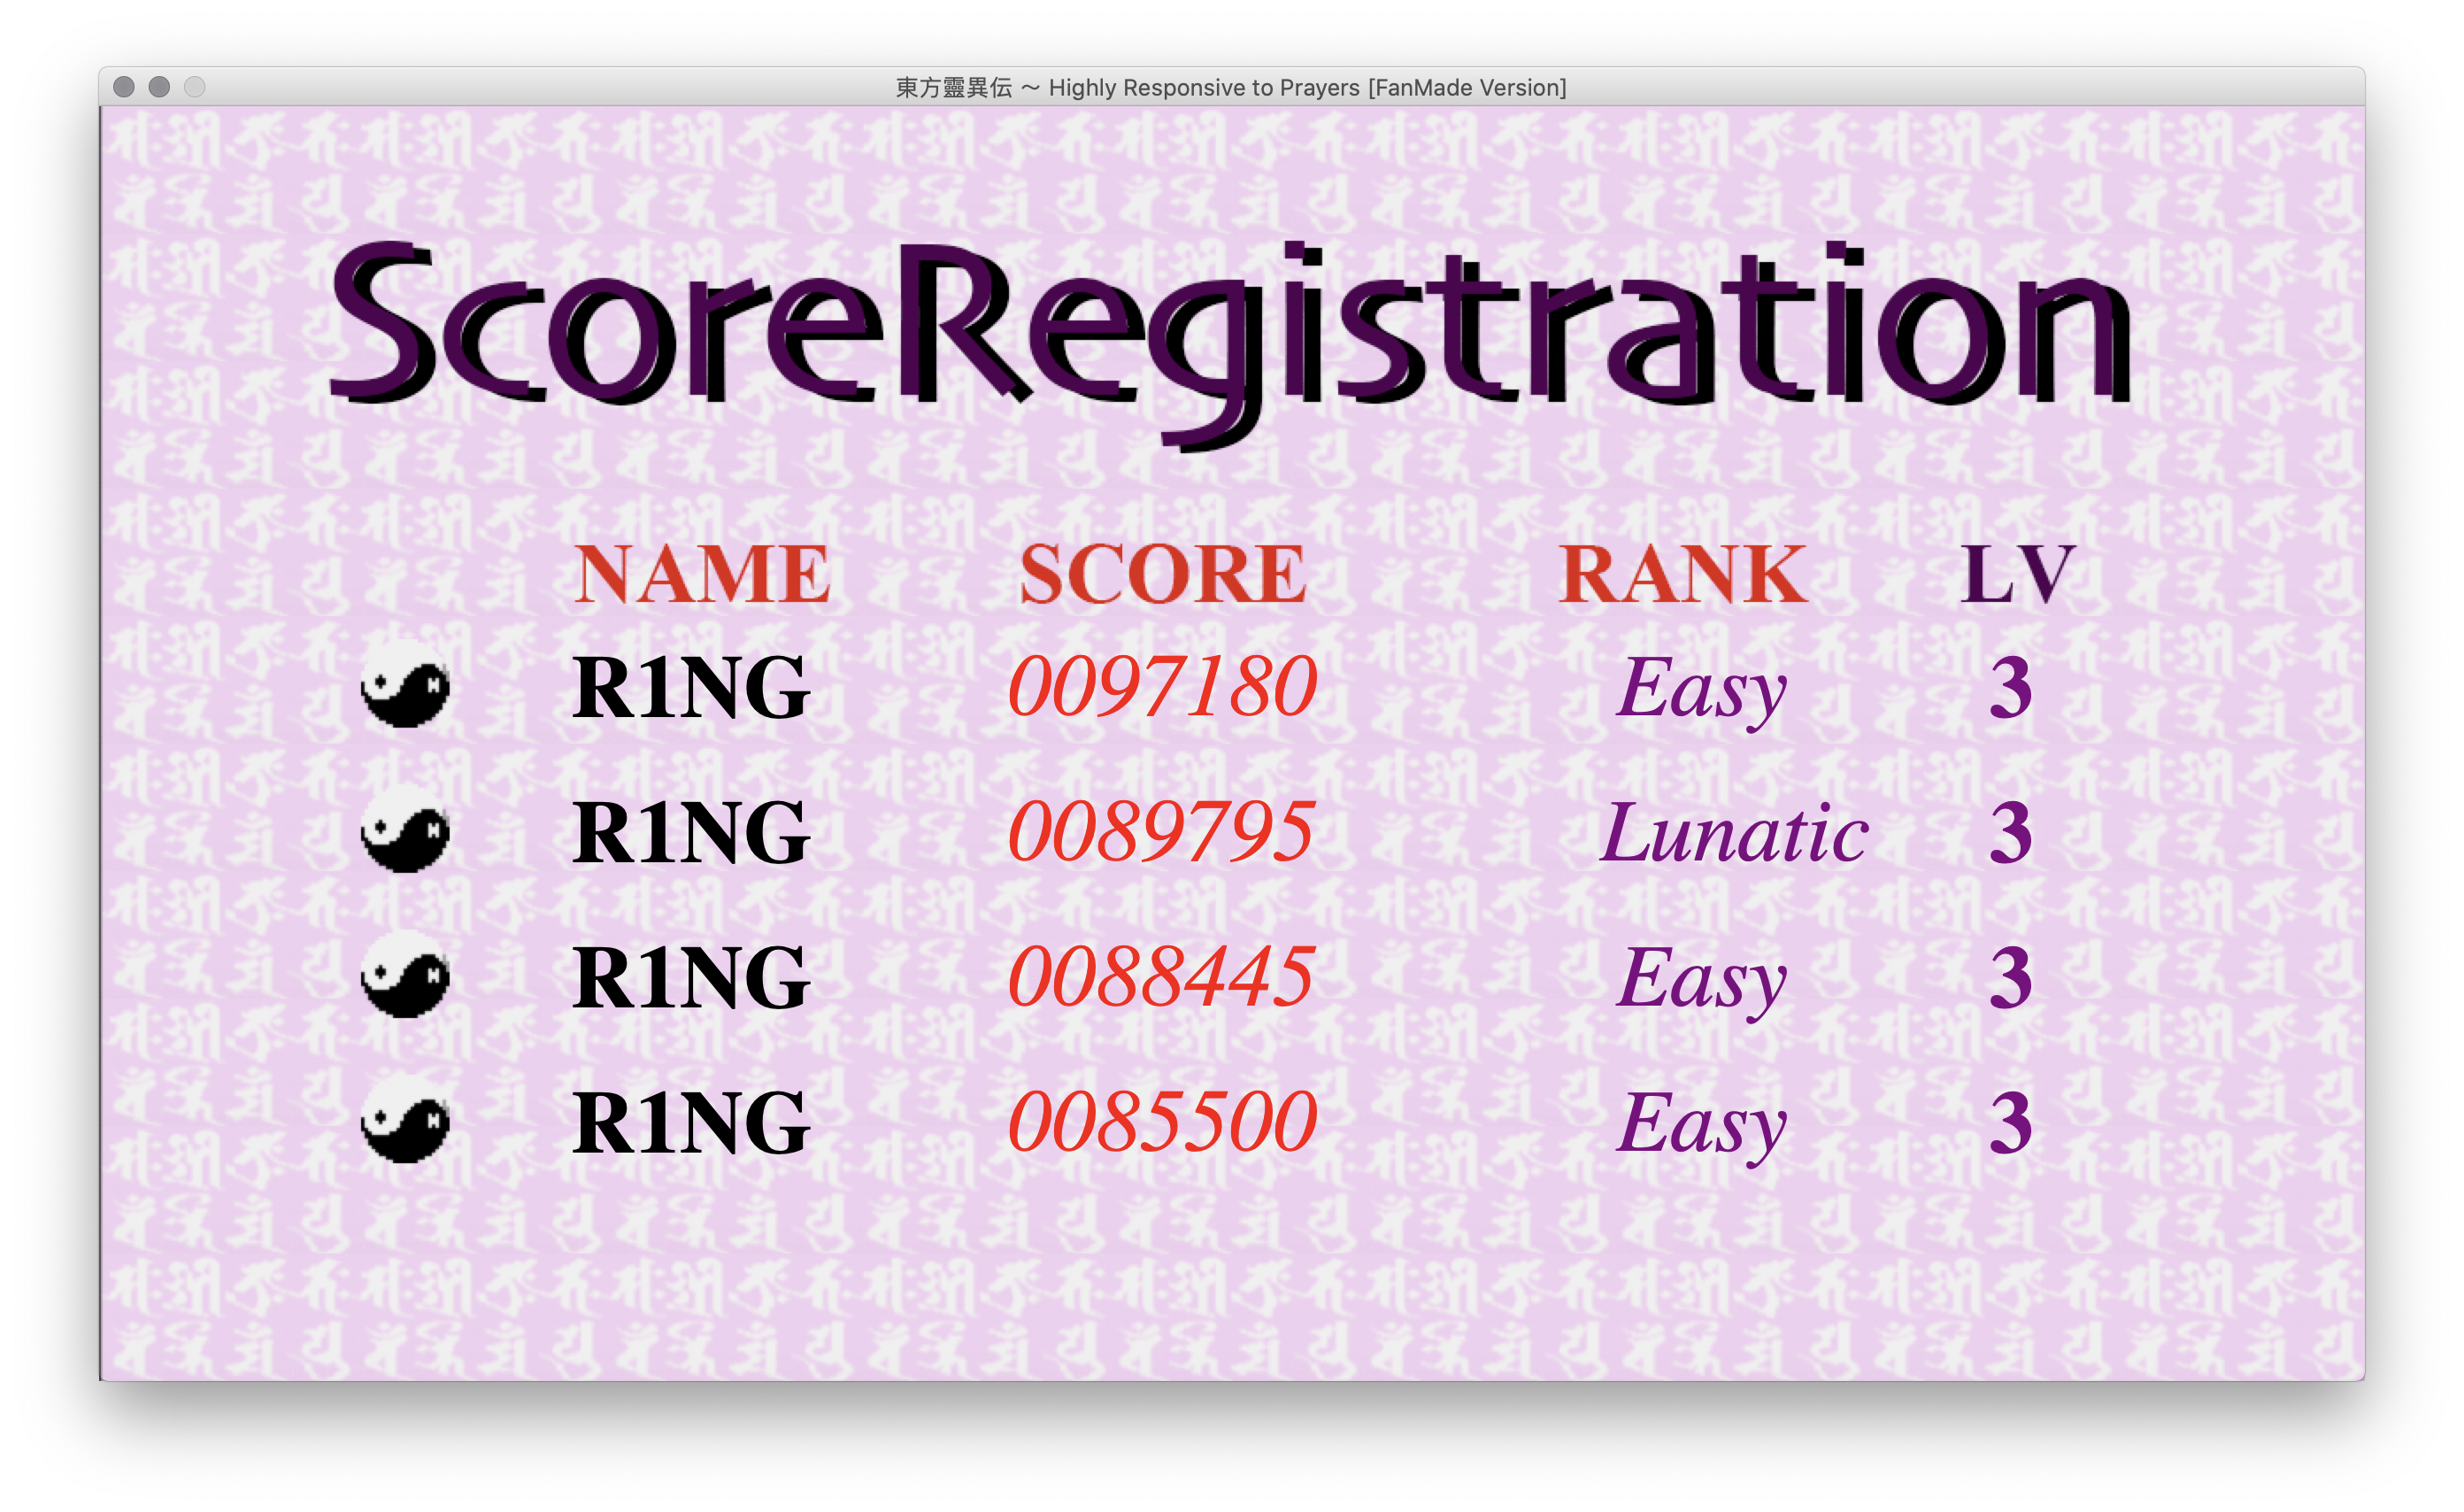 東方靈異伝 ～ Highly Responsive to Prayers [FanMade Version]
ScoreRegistration
NAME SCORE RANK LV
R1NG 0097180 Easy 3
R1NG 0089795 Lunatic 3
R1NG 0088445 Easy 3
R1NG 0085500 Easy 3